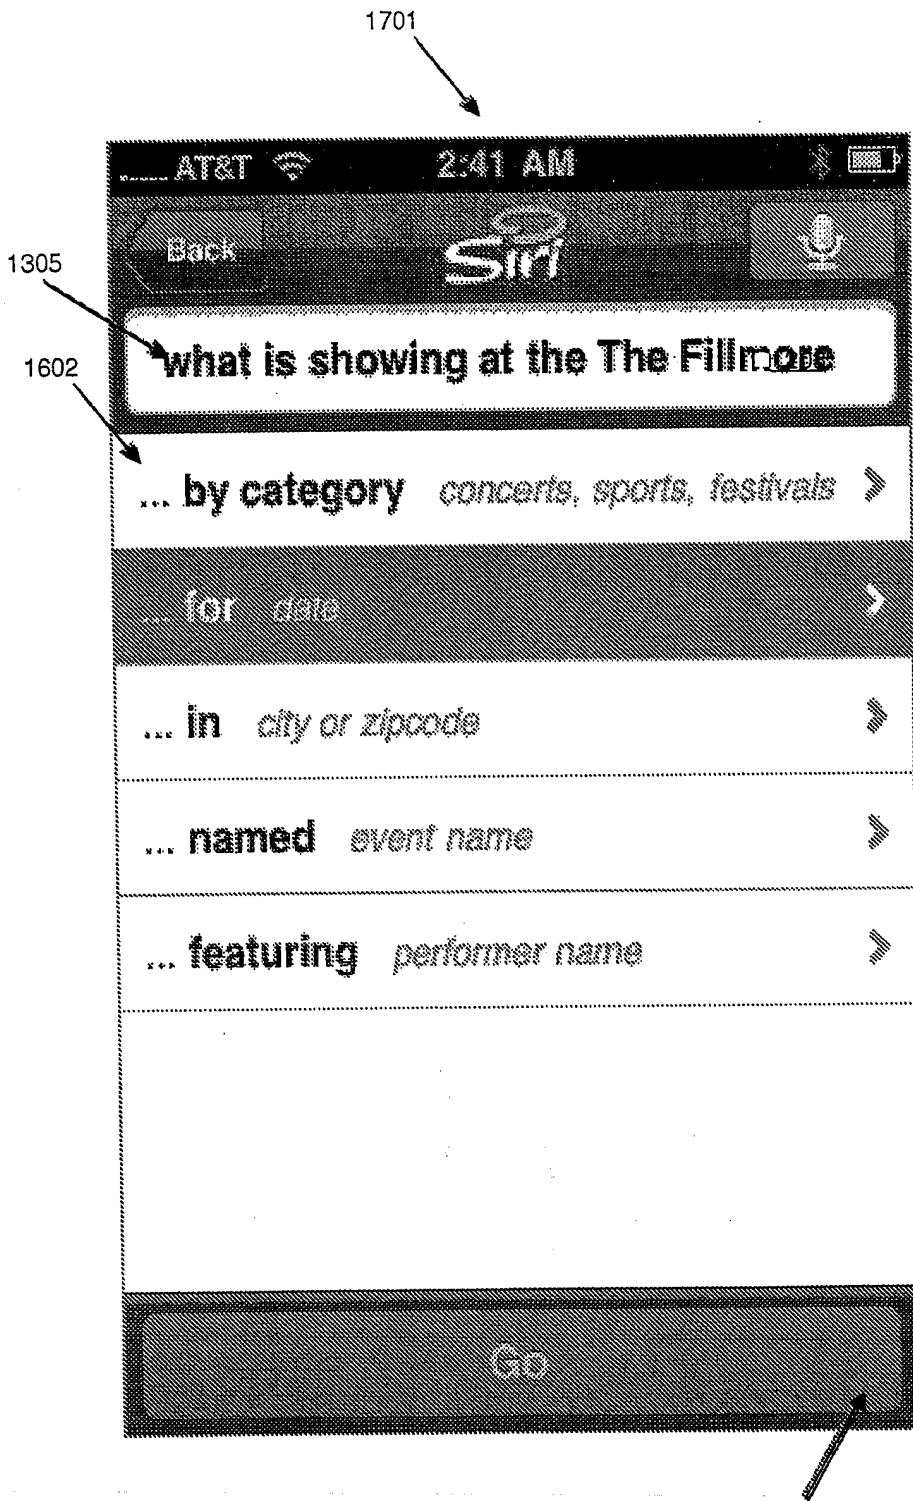 1701
AT&T 2:41 AM
Back Siri
1305
what is showing at the The Fillmore
1602
... by category concerts, sports, festivals
... for date
... in city or zipcode
... named event name
... featuring performer name
Go